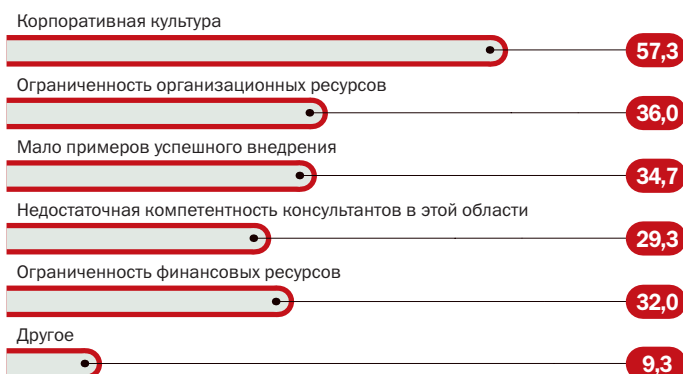 Корпоративная культура
57,3
Ограниченность организационных ресурсов
36,0
Мало примеров успешного внедрения
34,7
Недостаточная компетентность консультантов в этой области
29,3
Ограниченность финансовых ресурсов
32,0
Другое
9,3